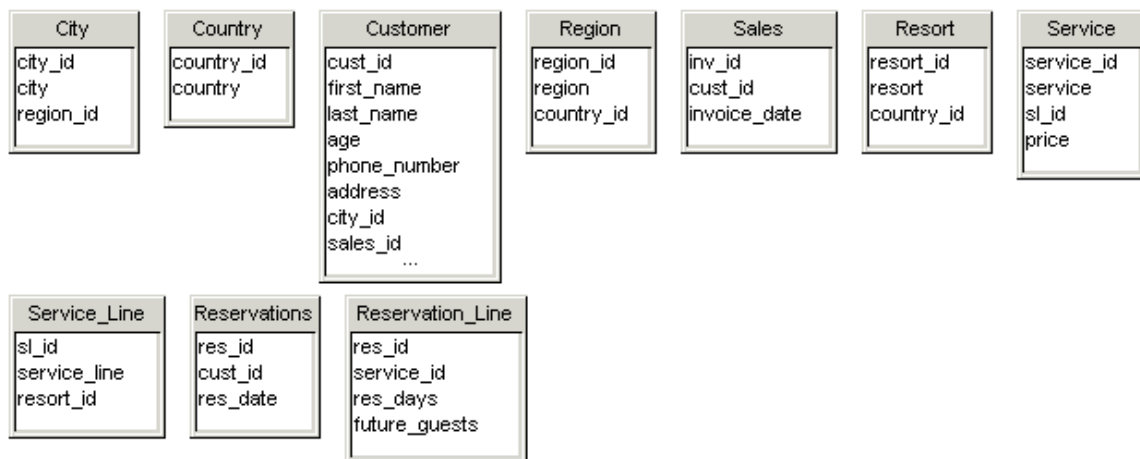 City
city_id
city
region_id
Country
country_id
country
Customer
cust_id
first_name
last_name
age
phone_number
address
city_id
sales_id
...
Region
region_id
region
country_id
Sales
inv_id
cust_id
invoice_date
Resort
resort_id
resort
country_id
Service
service_id
service
sl_id
price
Service_Line
sl_id
service_line
resort_id
Reservations
res_id
cust_id
res_date
Reservation_Line
res_id
service_id
res_days
future_guests